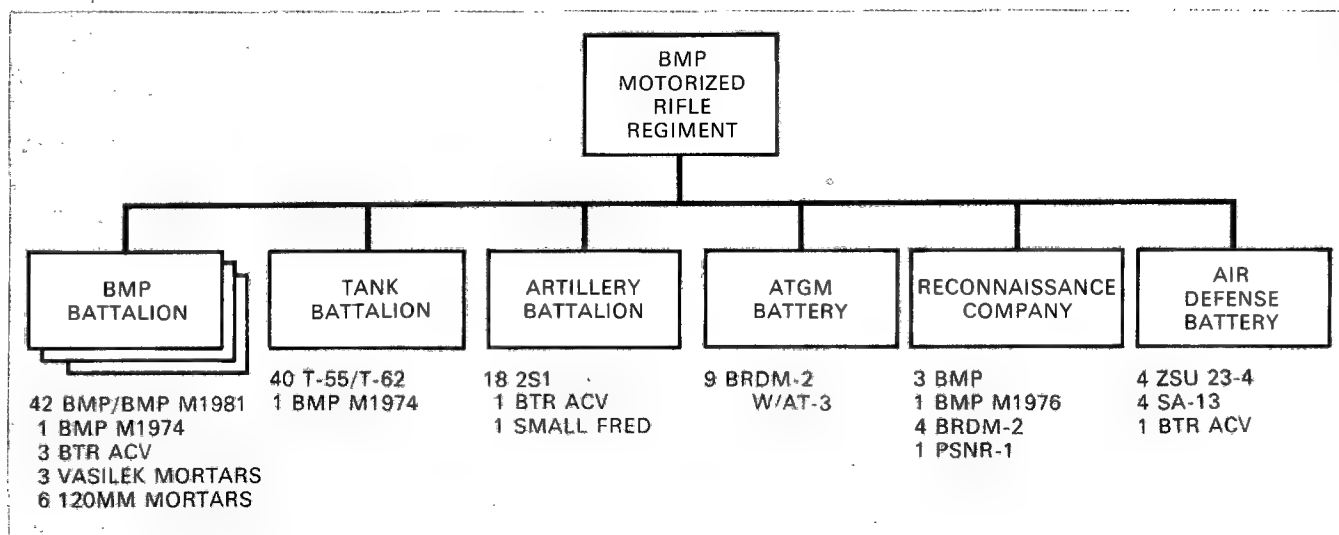 BMP
MOTORIZED
RIFLE
REGIMENT
BMP
BATTALION
42 BMP/BMP M1981
1 BMP M1974
3 BTR ACV
3 VASILEK MORTARS
6 120MM MORTARS
TANK
BATTALION
40 T-55/T-62
1 BMP M1974
ARTILLERY
BATTALION
18 2S1
1 BTR ACV
1 SMALL FRED
ATGM
BATTERY
9 BRDM-2
W/AT-3
RECONNAISSANCE
COMPANY
3 BMP
1 BMP M1976
4 BRDM-2
1 PSNR-1
AIR
DEFENSE
BATTERY
4 ZSU 23-4
4 SA-13
1 BTR ACV